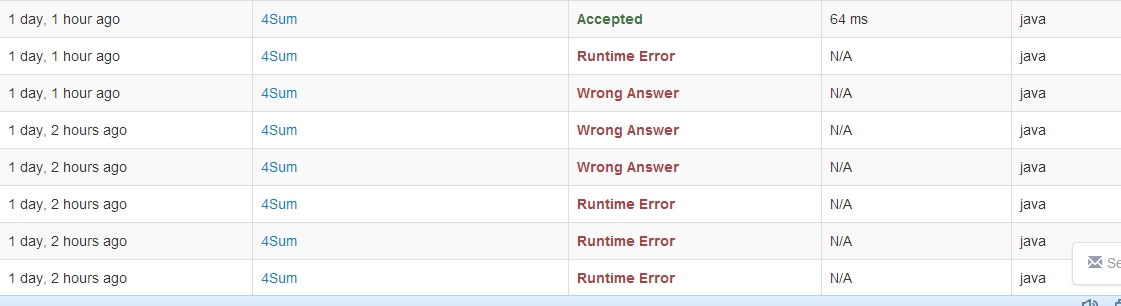 1 day, 1 hour ago 4Sum Accepted 64 ms java
1 day, 1 hour ago 4Sum Runtime Error N/A java
1 day, 1 hour ago 4Sum Wrong Answer N/A java
1 day, 2 hours ago 4Sum Wrong Answer N/A java
1 day, 2 hours ago 4Sum Wrong Answer N/A java
1 day, 2 hours ago 4Sum Runtime Error N/A java
1 day, 2 hours ago 4Sum Runtime Error N/A java
Se
1 day, 2 hours ago 4Sum Runtime Error N/A java